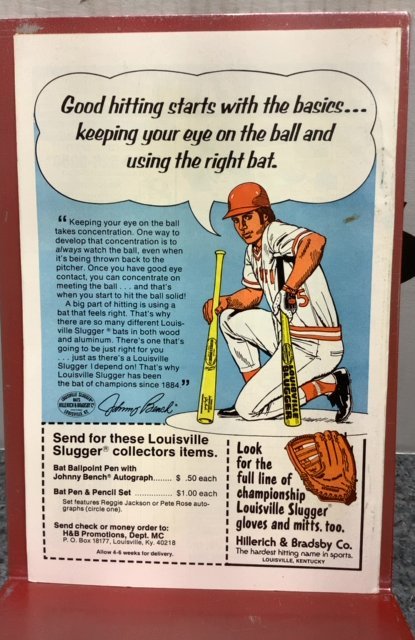 Good hitting starts with the basics...
keeping your eye on the ball and
using the right bat.
“ Keeping your eye on the ball
takes concentration. One way to
develop that concentration is to
always watch the ball, even when
it's being thrown back to the
pitcher. Once you have good eye
contact, you can concentrate on
meeting the ball . . . and that's
when you start to hit the ball solid!
A big part of hitting is using a
bat that feels right. That's why
there are so many different Louis-
ville Slugger ® bats in both wood
and aluminum. There's one that's
going to be just right for you
. . . just as there's a Louisville
Slugger I depend on! That's why
Louisville Slugger has been
the bat of champions since 1884.”
Johnny Bench
Send for these Louisville
Slugger® collectors items.
Bat Ballpoint Pen with
Johnny Bench® Autograph....... $ .50 each
Bat Pen & Pencil Set .............. $1.00 each
Set features Reggie Jackson or Pete Rose auto-
graphs (circle one).
Send check or money order to:
H&B Promotions, Dept. MC
P. O. Box 18177, Louisville, Ky. 40218
Allow 4-6 weeks for delivery.
Look
for the
full line of
championship
Louisville Slugger®
gloves and mitts, too.
Hillerich & Bradsby Co.
The hardest hitting name in sports.
LOUISVILLE, KENTUCKY